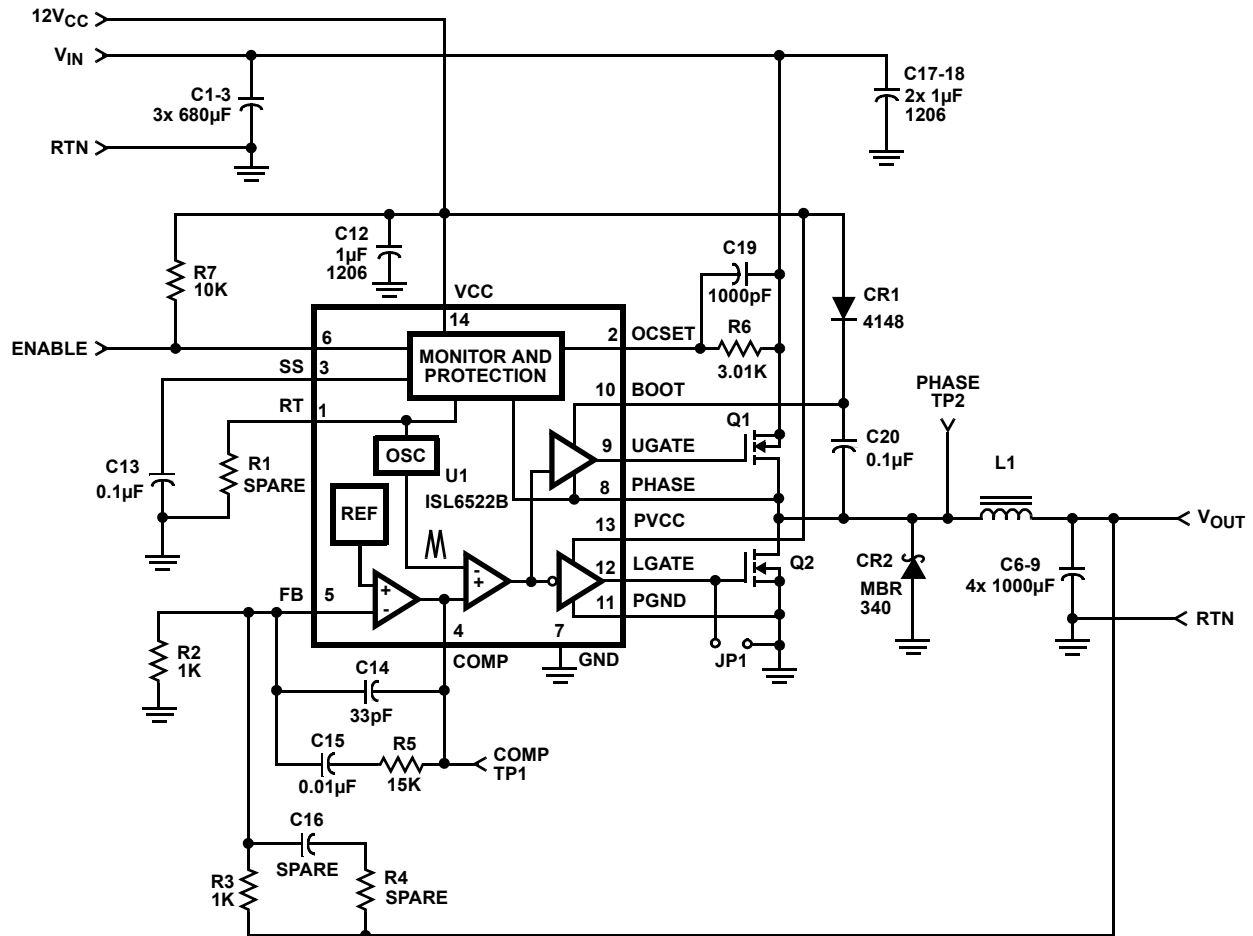 12VCC
VIN
C1-3
3x 680µF
RTN
C17-18
2x 1µF
1206
C12
1µF
1206
R7
10K
VCC
14
C19
1000pF
CR1
4148
ENABLE
6
2
OCSET
R6
3.01K
MONITOR AND
PROTECTION
SS
3
10
BOOT
PHASE
TP2
RT
1
Q1
C20
0.1µF
OSC
9
UGATE
L1
C13
0.1µF
R1
SPARE
U1
ISL6522B
8
PHASE
REF
13
PVCC
VOUT
12
LGATE
Q2
CR2
MBR
340
C6-9
4x 1000µF
+
-
-
+
FB
5
11
PGND
RTN
4
7
R2
1K
COMP
GND
JP1
C14
33pF
C15
0.01µF
R5
15K
COMP
TP1
C16
SPARE
R3
1K
R4
SPARE